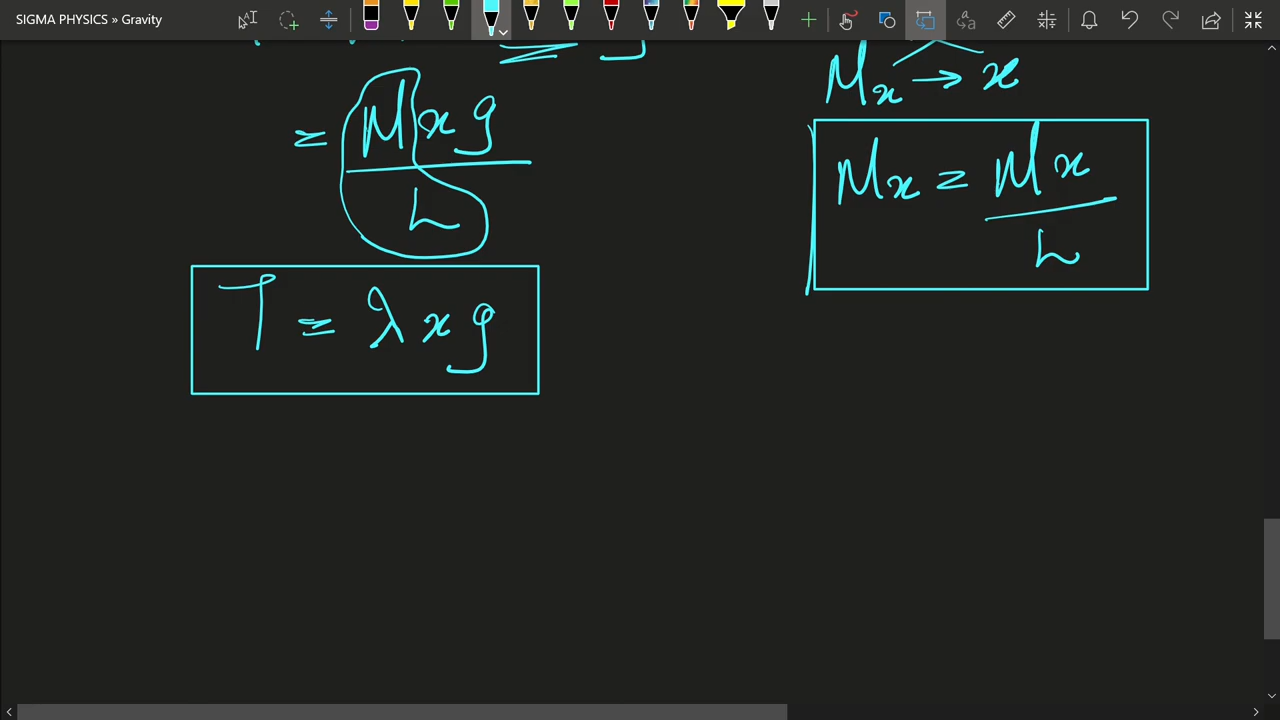 SIGMA PHYSICS » Gravity
Mx → x
= Mxg / L
Mx = Mx / L
T = λxg